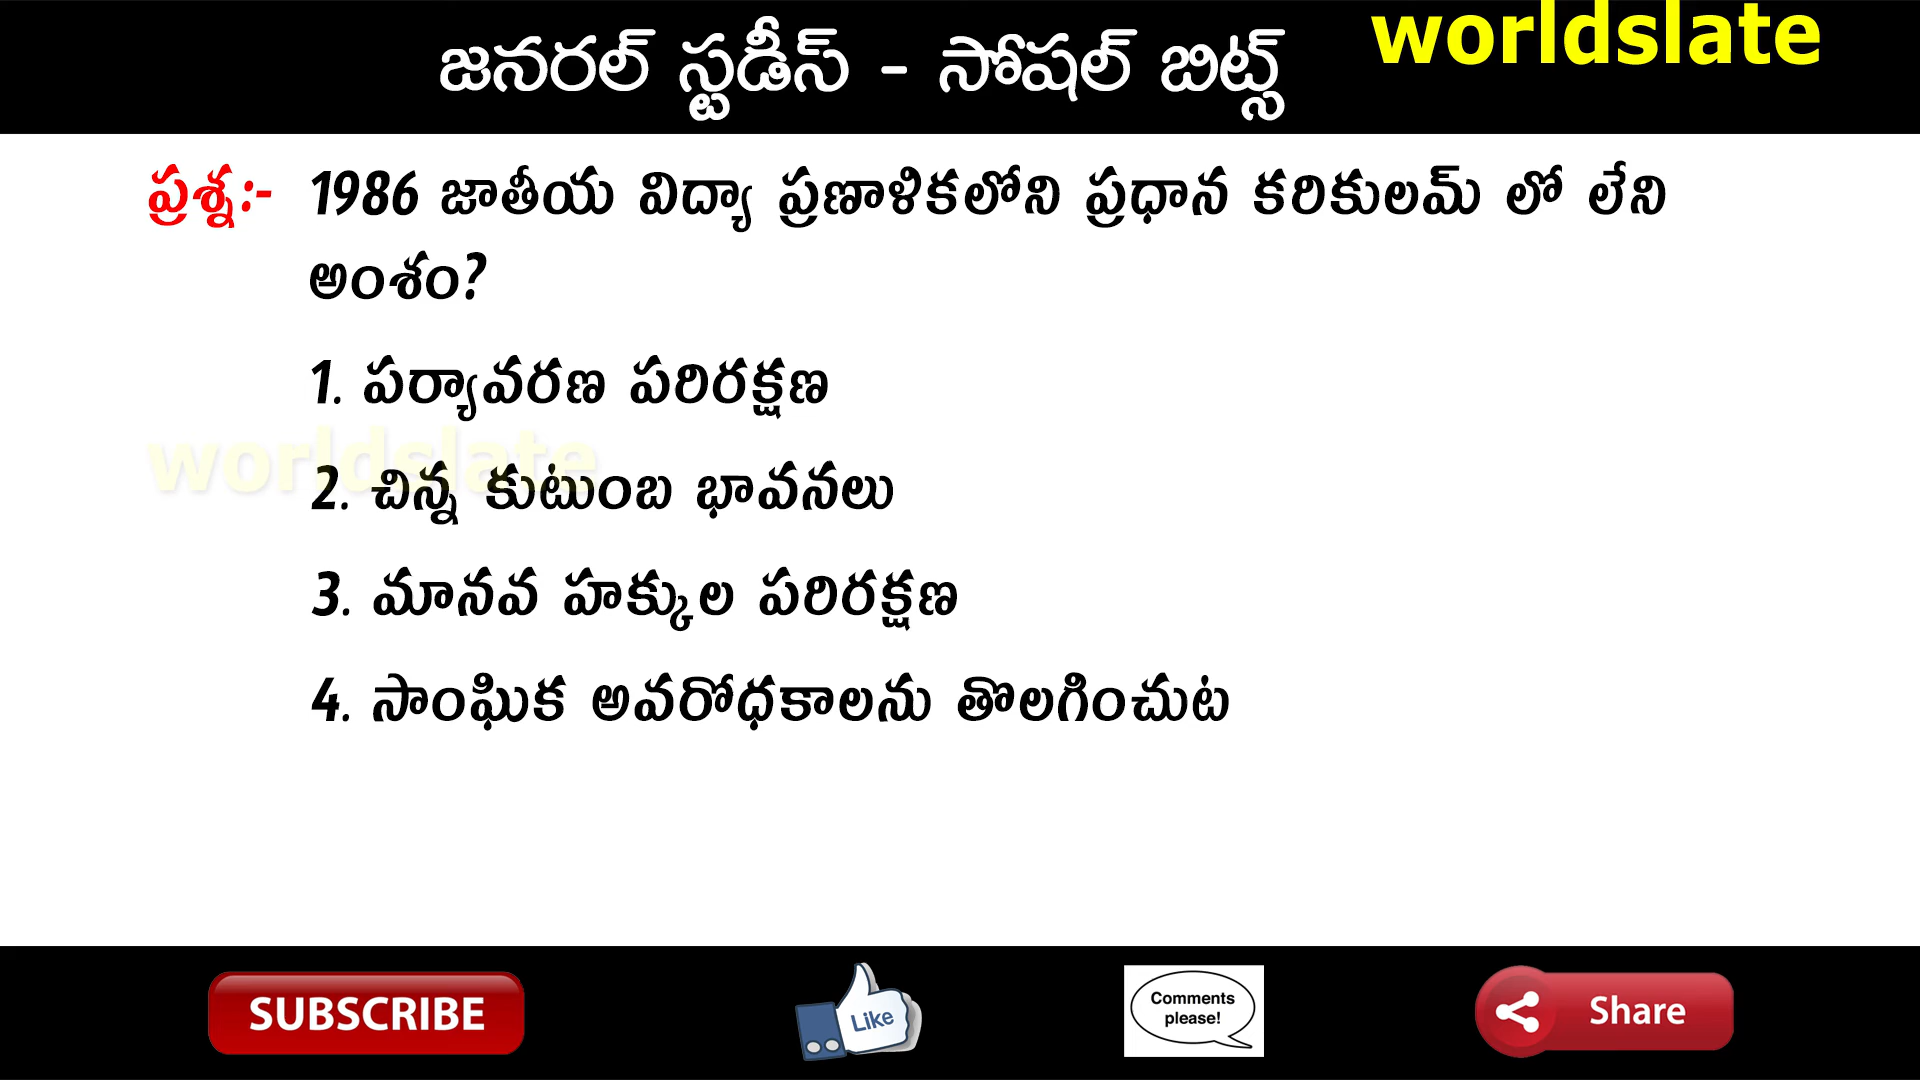 జనరల్ స్టడీస్ - సోషల్ బిట్స్
worldslate
ప్రశ్న:- 1986 జాతీయ విద్యా ప్రణాళికలోని ప్రధాన కరికులమ్ లో లేని
అంశం?
1. పర్యావరణ పరిరక్షణ
worldslate
2. చిన్న కుటుంబ భావనలు
3. మానవ హక్కుల పరిరక్షణ
4. సాంఘిక అవరోధకాలను తొలగించుట
SUBSCRIBE
Like
Comments
please!
Share